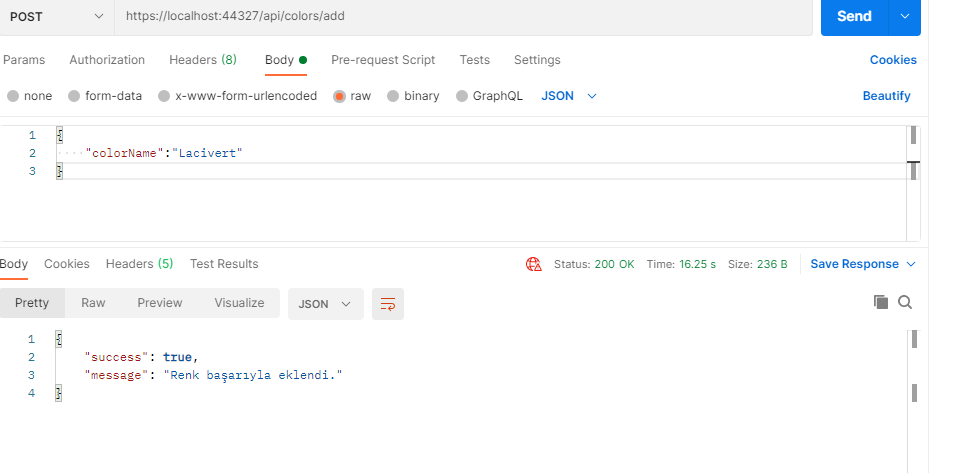 POST https://localhost:44327/api/colors/add Send
Params Authorization Headers (8) Body Pre-request Script Tests Settings Cookies
none form-data x-www-form-urlencoded raw binary GraphQL JSON Beautify
1 {
2 "colorName":"Lacivert"
3 }
Body Cookies Headers (5) Test Results Status: 200 OK Time: 16.25 s Size: 236 B Save Response
Pretty Raw Preview Visualize JSON
1 {
2 "success": true,
3 "message": "Renk başarıyla eklendi."
4 }